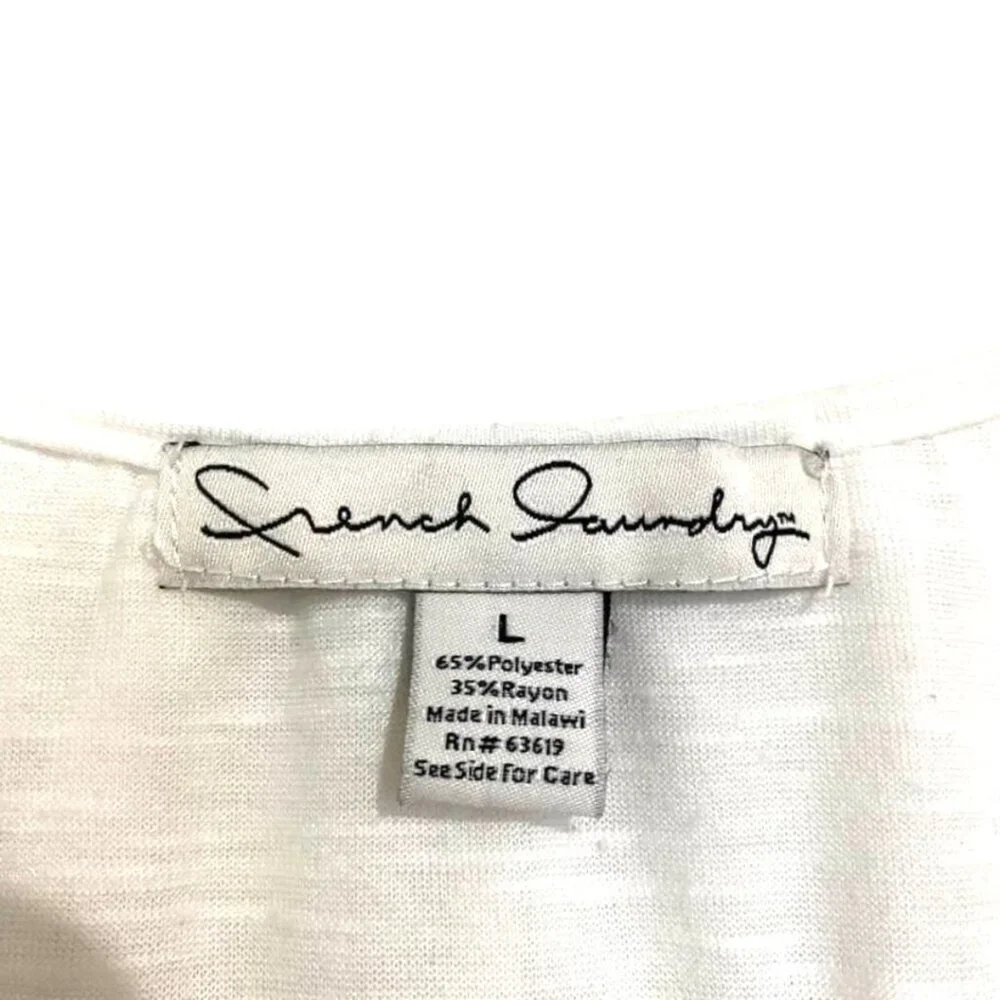 French Laundry™
L
65%Polyester
35%Rayon
Made in Malawi
Rn# 63619
See Side For Care